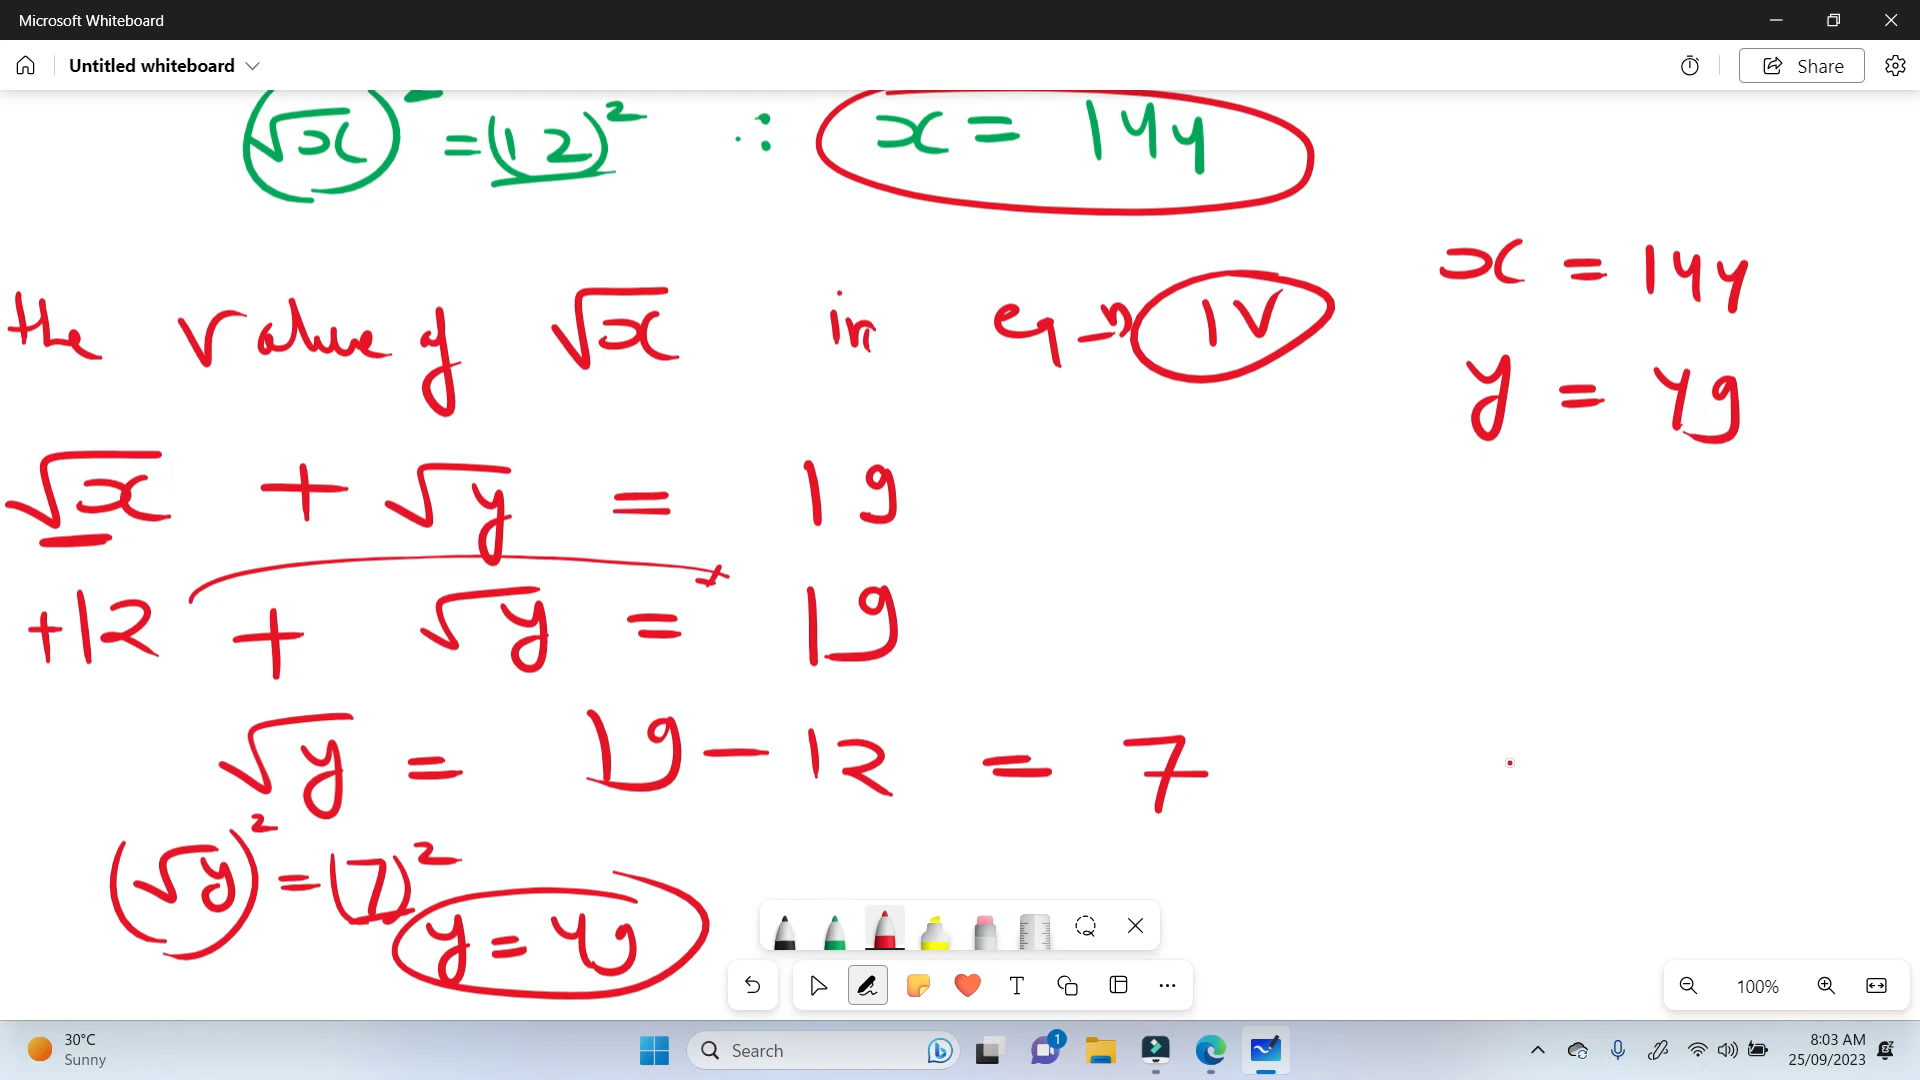 Microsoft Whiteboard
Untitled whiteboard
Share
(√x)² = (12)² ∴ x = 144
x = 144
the value of √x in eq-n IV
y = 49
√x + √y = 19
+12 + √y = 19
√y = 19 - 12 = 7
(√y)² = (7)²
y = 49
100%
30°C
Sunny
Search
1
8:03 AM
25/09/2023